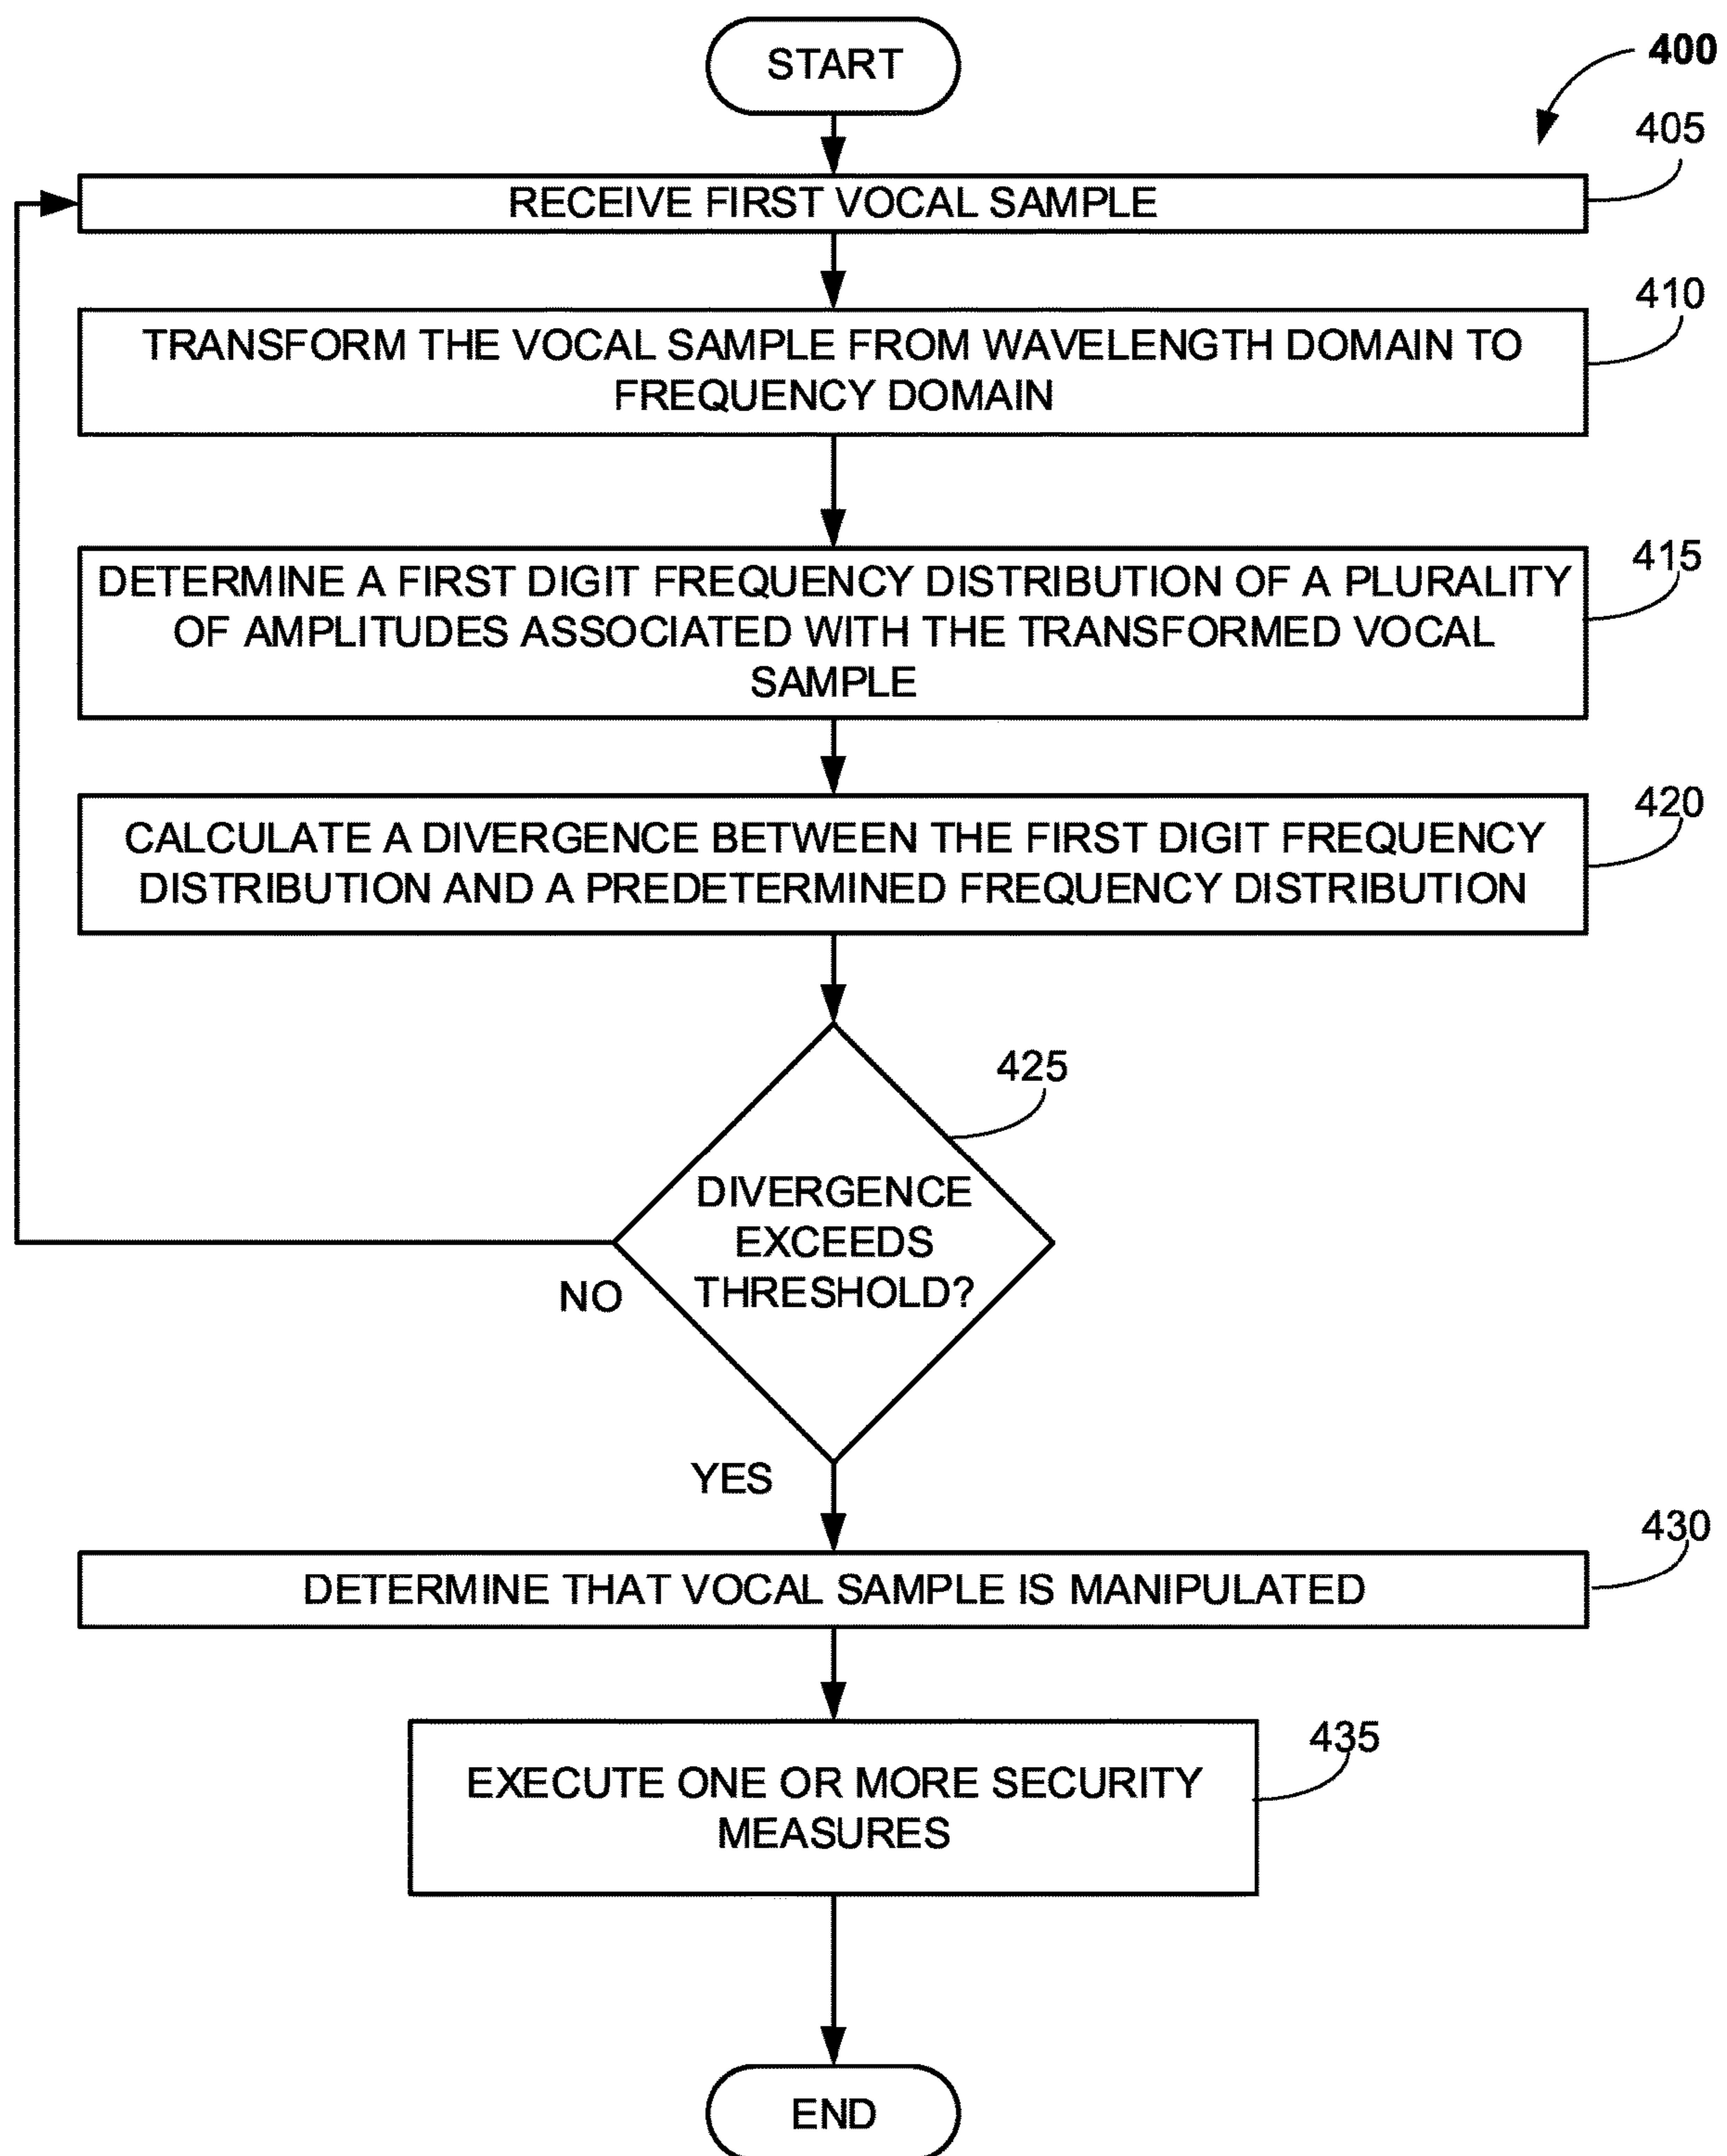 START
400
405
RECEIVE FIRST VOCAL SAMPLE
410
TRANSFORM THE VOCAL SAMPLE FROM WAVELENGTH DOMAIN TO
FREQUENCY DOMAIN
415
DETERMINE A FIRST DIGIT FREQUENCY DISTRIBUTION OF A PLURALITY
OF AMPLITUDES ASSOCIATED WITH THE TRANSFORMED VOCAL
SAMPLE
420
CALCULATE A DIVERGENCE BETWEEN THE FIRST DIGIT FREQUENCY
DISTRIBUTION AND A PREDETERMINED FREQUENCY DISTRIBUTION
425
DIVERGENCE
EXCEEDS
THRESHOLD?
NO
YES
430
DETERMINE THAT VOCAL SAMPLE IS MANIPULATED
435
EXECUTE ONE OR MORE SECURITY
MEASURES
END